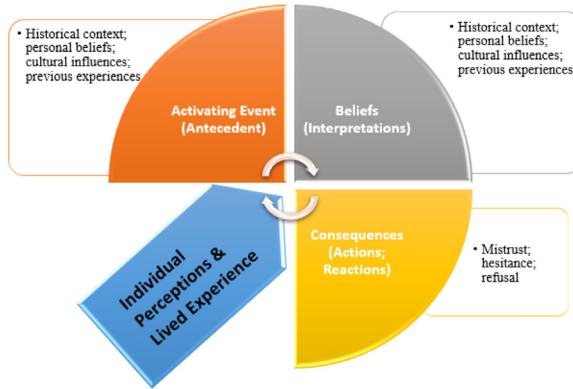 • Historical context;
personal beliefs;
cultural influences;
previous experiences
Activating Event
(Antecedent)
Beliefs
(Interpretations)
• Historical context;
personal beliefs;
cultural influences;
previous experiences
Individual
Perceptions &
Lived Experience
Consequences
(Actions;
Reactions)
• Mistrust;
hesitance;
refusal